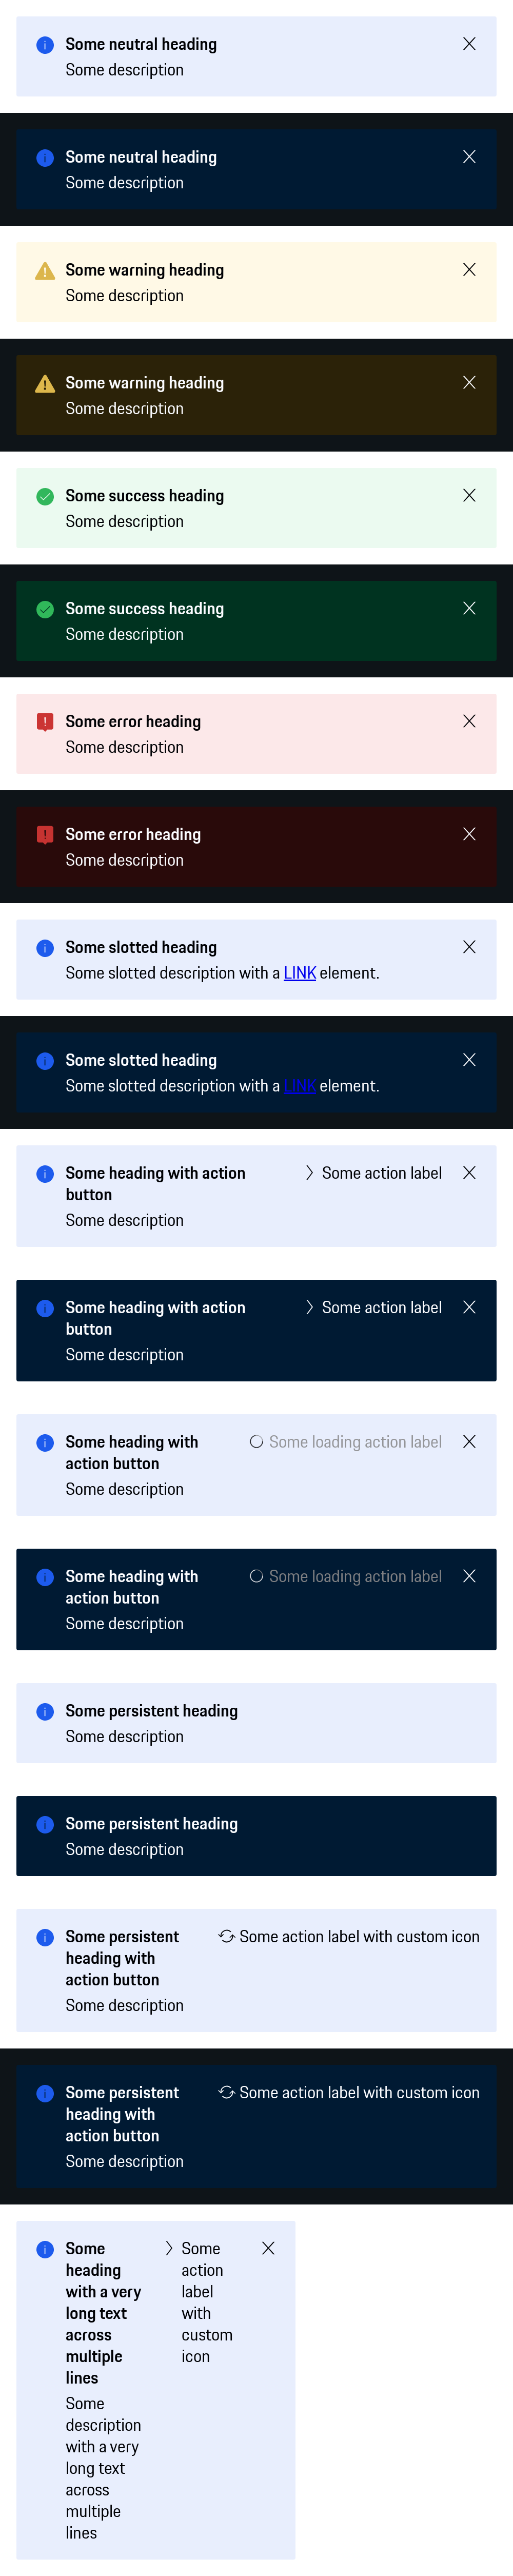 Some neutral heading
Some description
Some neutral heading
Some description
Some warning heading
Some description
Some warning heading
Some description
Some success heading
Some description
Some success heading
Some description
Some error heading
Some description
Some error heading
Some description
Some slotted heading
Some slotted description with a LINK element.
Some slotted heading
Some slotted description with a LINK element.
Some heading with action
button
Some description
Some action label
Some heading with action
button
Some description
Some action label
Some heading with
action button
Some description
Some loading action label
Some heading with
action button
Some description
Some loading action label
Some persistent heading
Some description
Some persistent heading
Some description
Some persistent
heading with
action button
Some description
Some action label with custom icon
Some persistent
heading with
action button
Some description
Some action label with custom icon
Some
heading
with a very
long text
across
multiple
lines
Some
description
with a very
long text
across
multiple
lines
Some
action
label
with
custom
icon